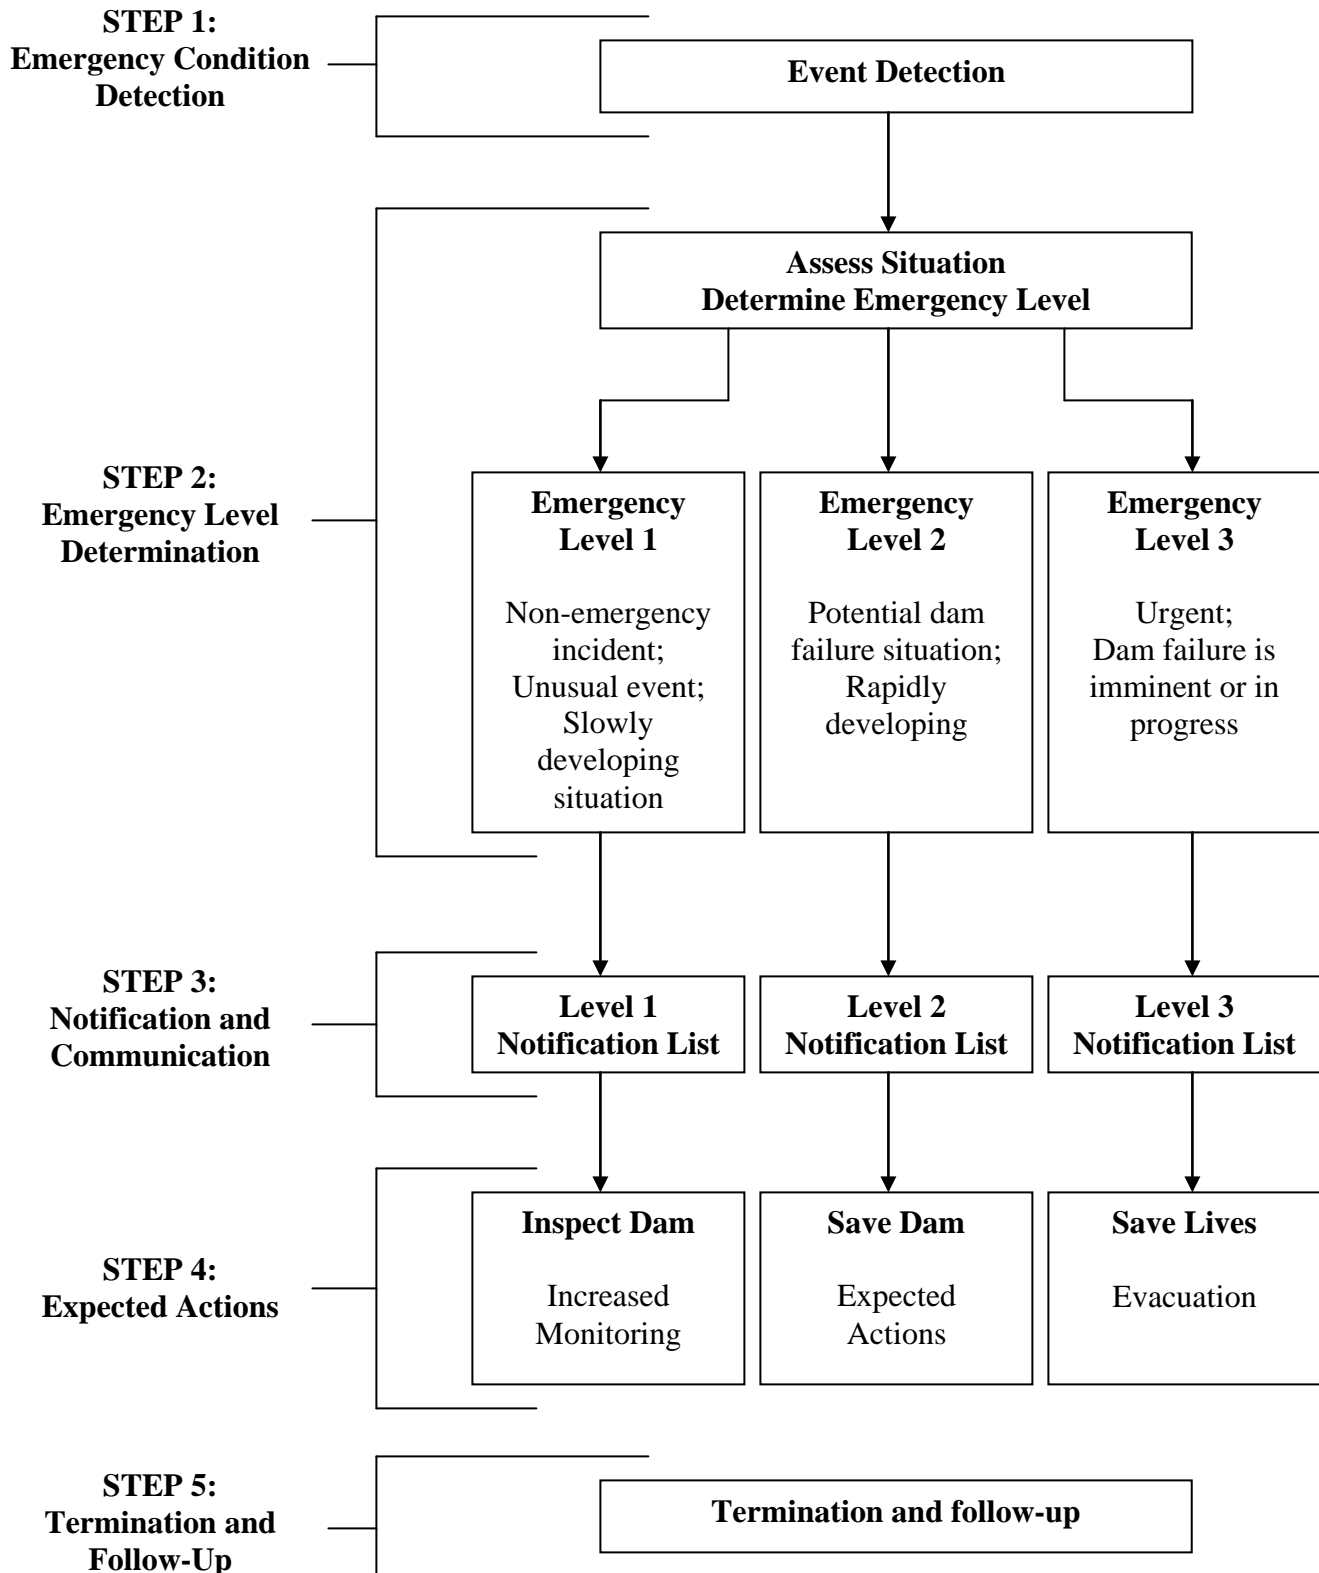 STEP 1:
Emergency Condition
Detection
Event Detection
Assess Situation
Determine Emergency Level
STEP 2:
Emergency Level
Determination
Emergency
Level 1
Non-emergency
incident;
Unusual event;
Slowly
developing
situation
Emergency
Level 2
Potential dam
failure situation;
Rapidly
developing
Emergency
Level 3
Urgent;
Dam failure is
imminent or in
progress
STEP 3:
Notification and
Communication
Level 1
Notification List
Level 2
Notification List
Level 3
Notification List
STEP 4:
Expected Actions
Inspect Dam
Increased
Monitoring
Save Dam
Expected
Actions
Save Lives
Evacuation
STEP 5:
Termination and
Follow-Up
Termination and follow-up